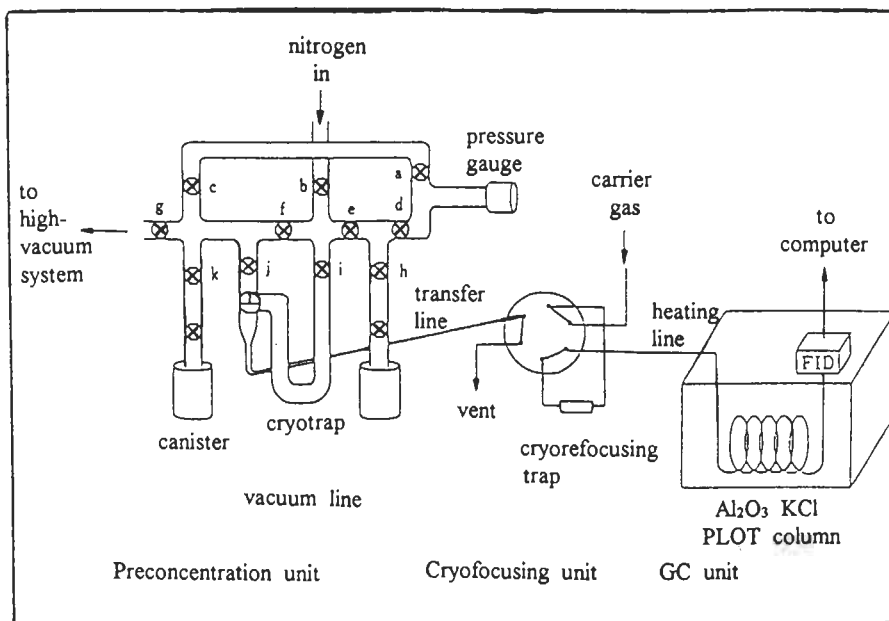 nitrogen
in
pressure
gauge
a
c
b
carrier
gas
to
high-
vacuum
system
g
f
e
d
to
computer
k
j
i
h
transfer
line
heating
line
FID
vent
canister
cryotrap
cryorefocusing
trap
vacuum line
Al₂O₃ KCl
PLOT column
Preconcentration unit
Cryofocusing unit
GC unit